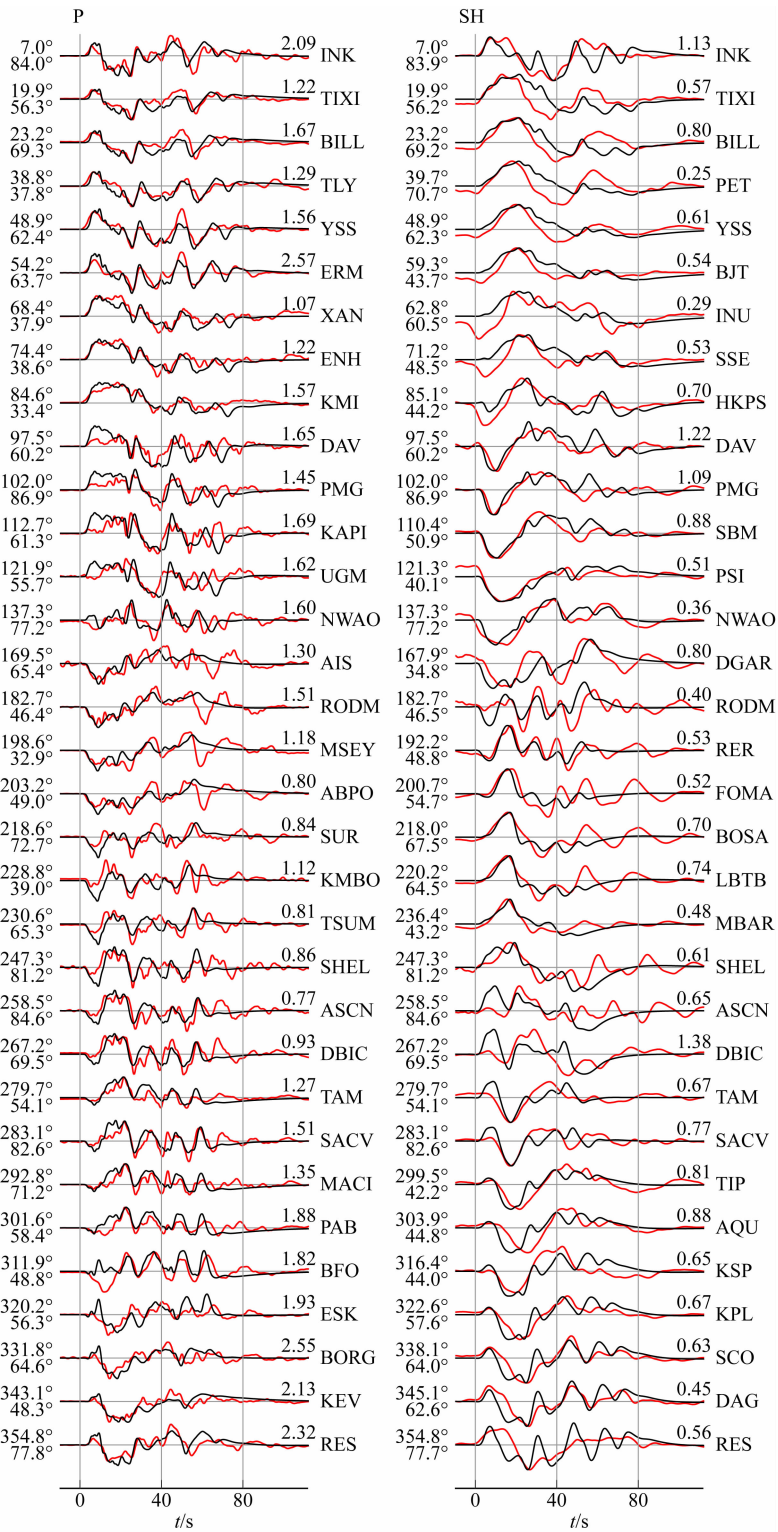 P
7.0° 2.09
84.0° INK
19.9° 1.22
56.3° TIXI
23.2° 1.67
69.3° BILL
38.8° 1.29
37.8° TLY
48.9° 1.56
62.4° YSS
54.2° 2.57
63.7° ERM
68.4° 1.07
37.9° XAN
74.4° 1.22
38.6° ENH
84.6° 1.57
33.4° KMI
97.5° 1.65
60.2° DAV
102.0° 1.45
86.9° PMG
112.7° 1.69
61.3° KAPI
121.9° 1.62
55.7° UGM
137.3° 1.60
77.2° NWAO
169.5° 1.30
65.4° AIS
182.7° 1.51
46.4° RODM
198.6° 1.18
32.9° MSEY
203.2° 0.80
49.0° ABPO
218.6° 0.84
72.7° SUR
228.8° 1.12
39.0° KMBO
230.6° 0.81
65.3° TSUM
247.3° 0.86
81.2° SHEL
258.5° 0.77
84.6° ASCN
267.2° 0.93
69.5° DBIC
279.7° 1.27
54.1° TAM
283.1° 1.51
82.6° SACV
292.8° 1.35
71.2° MACI
301.6° 1.88
58.4° PAB
311.9° 1.82
48.8° BFO
320.2° 1.93
56.3° ESK
331.8° 2.55
64.6° BORG
343.1° 2.13
48.3° KEV
354.8° 2.32
77.8° RES
0 40 80
t/s
SH
7.0° 1.13
83.9° INK
19.9° 0.57
56.2° TIXI
23.2° 0.80
69.2° BILL
39.7° 0.25
70.7° PET
48.9° 0.61
62.3° YSS
59.3° 0.54
43.7° BJT
62.8° 0.29
60.5° INU
71.2° 0.53
48.5° SSE
85.1° 0.70
44.2° HKPS
97.5° 1.22
60.2° DAV
102.0° 1.09
86.9° PMG
110.4° 0.88
50.9° SBM
121.3° 0.51
40.1° PSI
137.3° 0.36
77.2° NWAO
167.9° 0.80
34.8° DGAR
182.7° 0.40
46.5° RODM
192.2° 0.53
48.8° RER
200.7° 0.52
54.7° FOMA
218.0° 0.70
67.5° BOSA
220.2° 0.74
64.5° LBTB
236.4° 0.48
43.2° MBAR
247.3° 0.61
81.2° SHEL
258.5° 0.65
84.6° ASCN
267.2° 1.38
69.5° DBIC
279.7° 0.67
54.1° TAM
283.1° 0.77
82.6° SACV
299.5° 0.81
42.2° TIP
303.9° 0.88
44.8° AQU
316.4° 0.65
44.0° KSP
322.6° 0.67
57.6° KPL
338.1° 0.63
64.0° SCO
345.1° 0.45
62.6° DAG
354.8° 0.56
77.7° RES
0 40 80
t/s